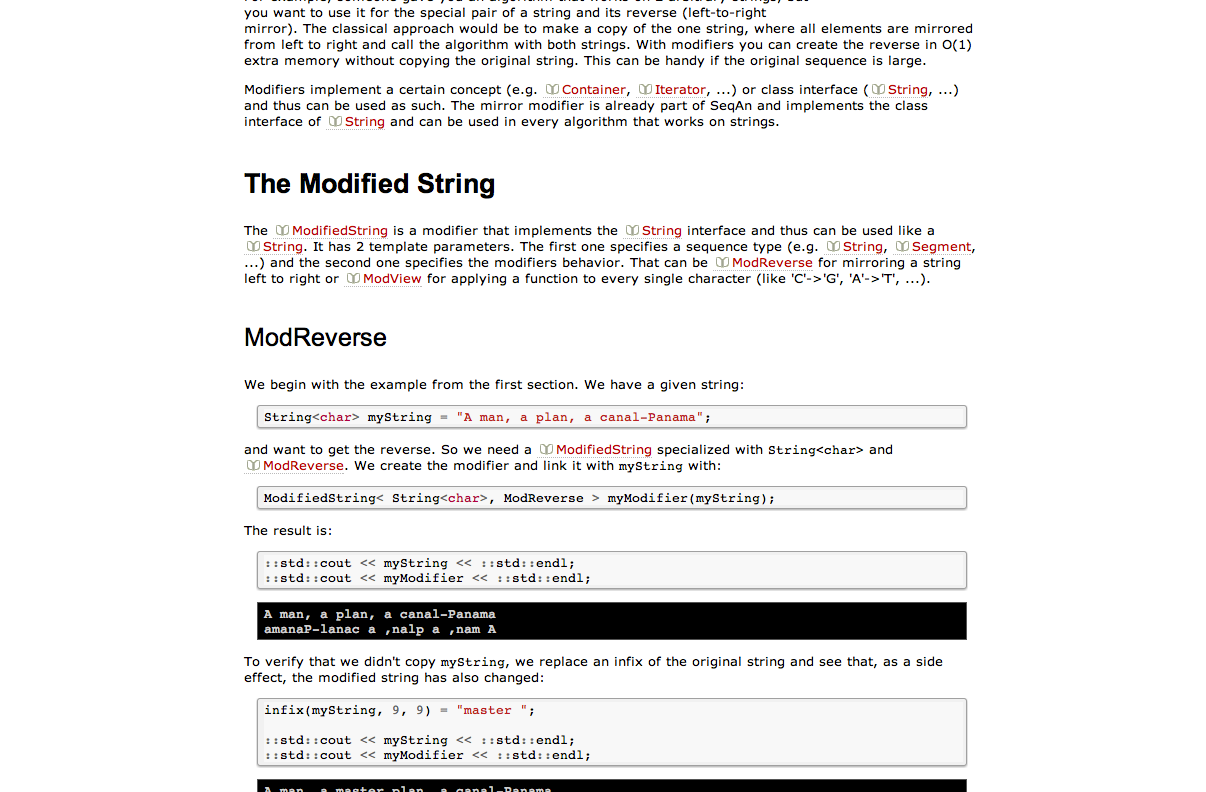 you want to use it for the special pair of a string and its reverse (left-to-right
mirror). The classical approach would be to make a copy of the one string, where all elements are mirrored
from left to right and call the algorithm with both strings. With modifiers you can create the reverse in O(1)
extra memory without copying the original string. This can be handy if the original sequence is large.
Modifiers implement a certain concept (e.g. Container, Iterator, ...) or class interface (String, ...)
and thus can be used as such. The mirror modifier is already part of SeqAn and implements the class
interface of String and can be used in every algorithm that works on strings.
The Modified String
The ModifiedString is a modifier that implements the String interface and thus can be used like a
String. It has 2 template parameters. The first one specifies a sequence type (e.g. String, Segment,
...) and the second one specifies the modifiers behavior. That can be ModReverse for mirroring a string
left to right or ModView for applying a function to every single character (like 'C'->'G', 'A'->'T', ...).
ModReverse
We begin with the example from the first section. We have a given string:
String<char> myString = "A man, a plan, a canal-Panama";
and want to get the reverse. So we need a ModifiedString specialized with String<char> and
ModReverse. We create the modifier and link it with myString with:
ModifiedString< String<char>, ModReverse > myModifier(myString);
The result is:
::std::cout << myString << ::std::endl;
::std::cout << myModifier << ::std::endl;
A man, a plan, a canal-Panama
amanaP-lanac a ,nalp a ,nam A
To verify that we didn't copy myString, we replace an infix of the original string and see that, as a side
effect, the modified string has also changed:
infix(myString, 9, 9) = "master ";
::std::cout << myString << ::std::endl;
::std::cout << myModifier << ::std::endl;
A man, a master plan, a canal-Panama